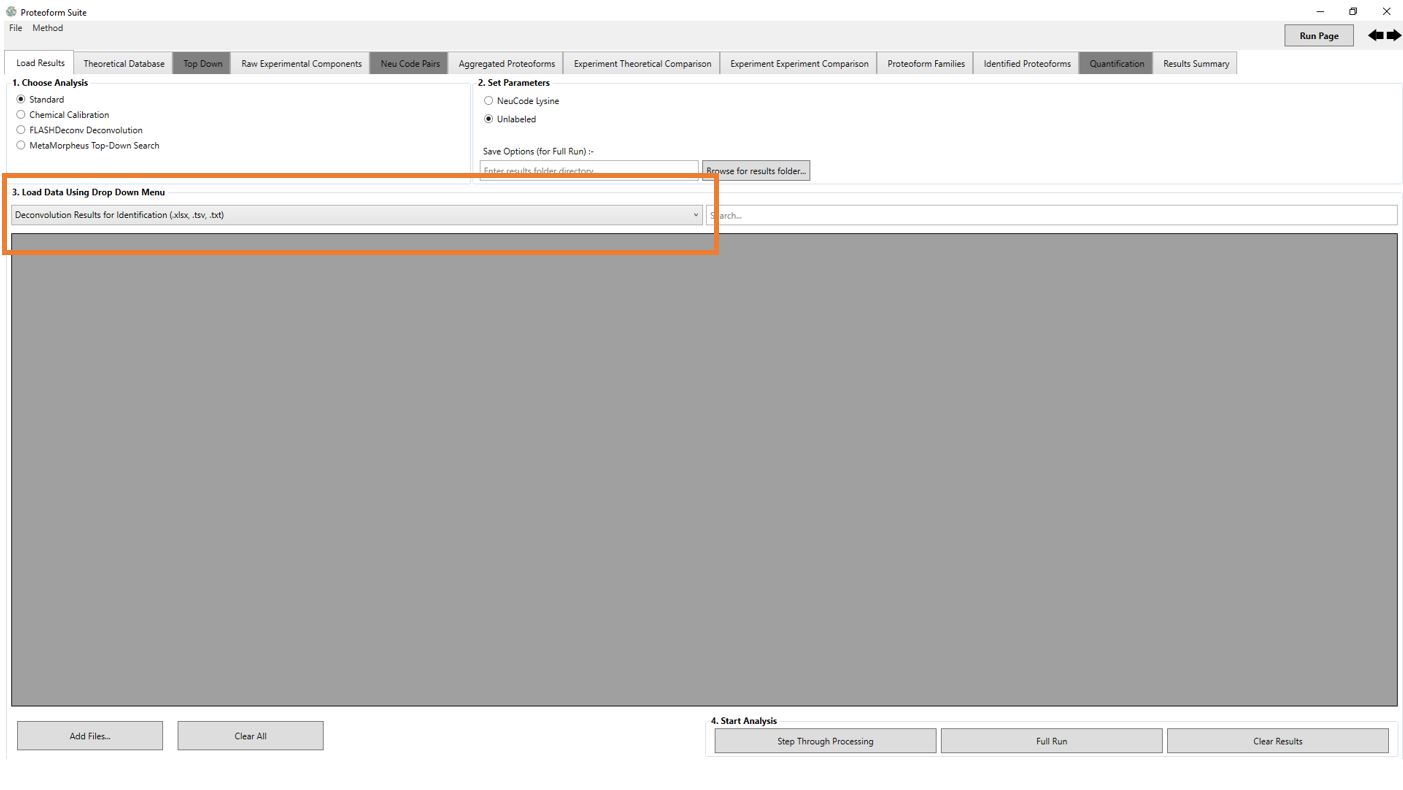 Proteoform Suite
File Method
Run Page
Load Results Theoretical Database Top Down Raw Experimental Components Neu Code Pairs Aggregated Proteoforms Experiment Theoretical Comparison Experiment Experiment Comparison Proteoform Families Identified Proteoforms Quantification Results Summary
1. Choose Analysis
Standard
Chemical Calibration
FLASHDeconv Deconvolution
MetaMorpheus Top-Down Search
2. Set Parameters
NeuCode Lysine
Unlabeled
Save Options (for Full Run) :-
Enter results folder directory... Browse for results folder...
3. Load Data Using Drop Down Menu
Deconvolution Results for Identification (.xlsx, .tsv, .txt) Search...
Add Files... Clear All
4. Start Analysis
Step Through Processing Full Run Clear Results